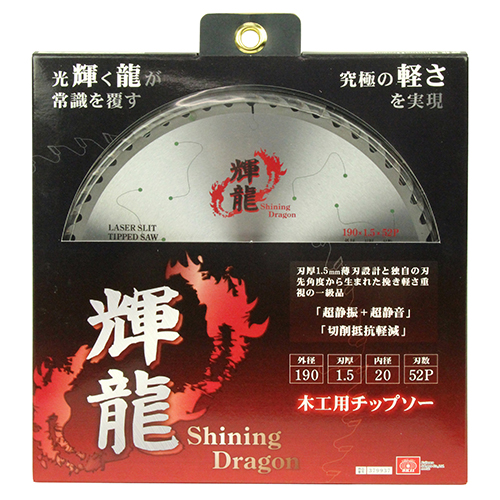 光輝く龍が
常識を覆す
究極の軽さ
を実現
輝龍
Shining
Dragon
LASER SLIT
TIPPED SAW
190×1.5×52P
刃厚1.5mm薄刃設計と独自の刃
先角度から生まれた挽き軽さ重
視の一級品
「超静振+超静音」
「切削抵抗軽減」
外径 刃厚 内径 刃数
190 1.5 20 52P
木工用チップソー
輝龍
Shining
Dragon